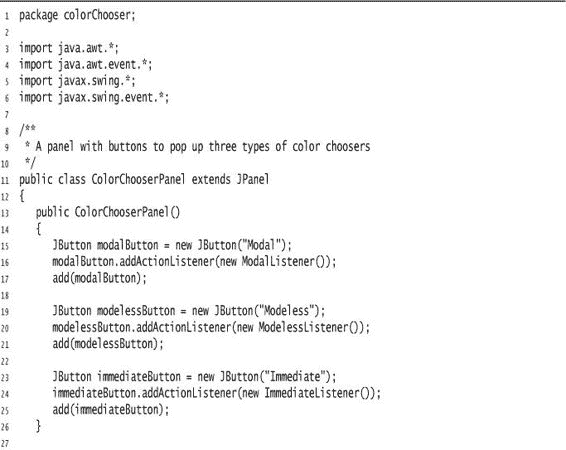 1 package colorChooser;
2
3 import java.awt.*;
4 import java.awt.event.*;
5 import javax.swing.*;
6 import javax.swing.event.*;
7
8 /**
9  * A panel with buttons to pop up three types of color choosers
10  */
11 public class ColorChooserPanel extends JPanel
12 {
13    public ColorChooserPanel()
14    {
15       JButton modalButton = new JButton("Modal");
16       modalButton.addActionListener(new ModalListener());
17       add(modalButton);
18
19       JButton modelessButton = new JButton("Modeless");
20       modelessButton.addActionListener(new ModelessListener());
21       add(modelessButton);
22
23       JButton immediateButton = new JButton("Immediate");
24       immediateButton.addActionListener(new ImmediateListener());
25       add(immediateButton);
26    }
27